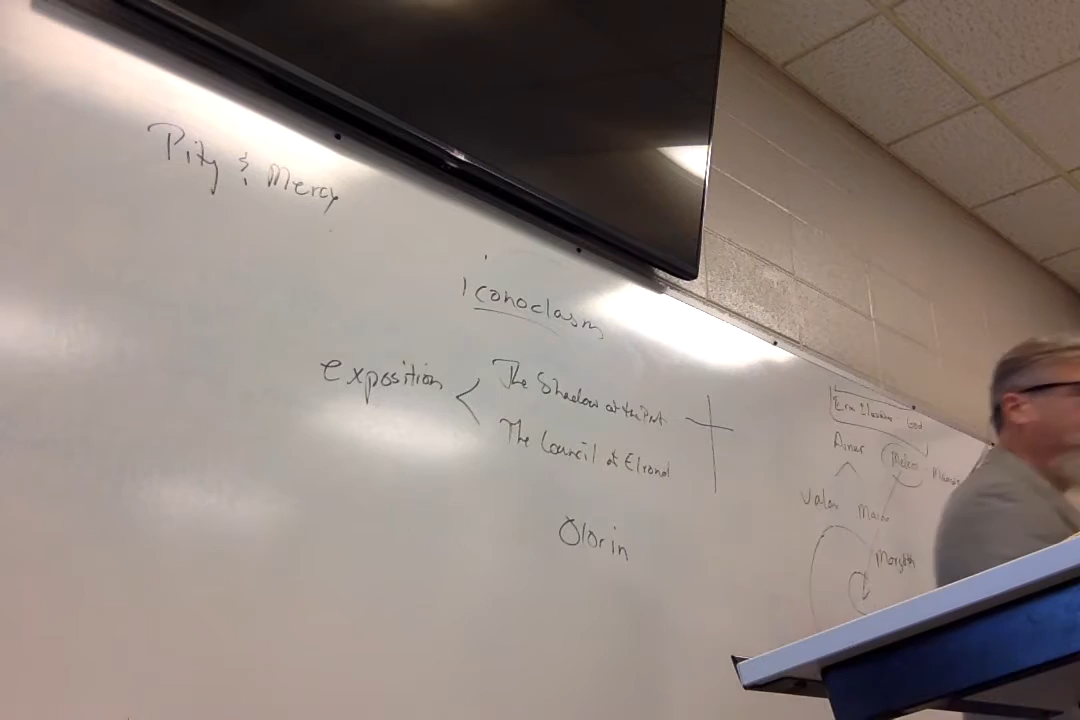 Pity & Mercy
iconoclasm
exposition < The Shadow of the Past
The Council of Elrond
Olorin
Eru Iluvatar God
Ainur Melkor
Valar Maiar
Morgoth